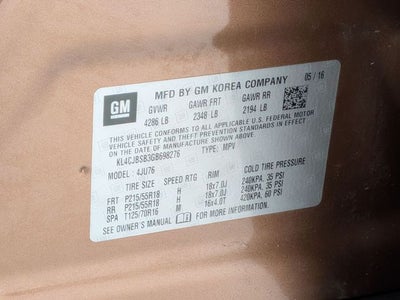 MFD BY GM KOREA COMPANY 05/16
GM
GVWR GAWR FRT GAWR RR
4286 LB 2348 LB 2194 LB
THIS VEHICLE CONFORMS TO ALL APPLICABLE U.S. FEDERAL MOTOR
VEHICLE SAFETY AND THEFT PREVENTION STANDARDS IN EFFECT
ON THE DATE OF MANUFACTURE SHOWN ABOVE.
KL4CJBSB3GB698276 TYPE: MPV
MODEL: 4JU76
TIRE SIZE SPEED RTG RIM COLD TIRE PRESSURE
FRT P215/55R18 H 18x7.0J 240KPA, 35 PSI
RR P215/55R18 H 18x7.0J 240KPA, 35 PSI
SPA T125/70R16 M 16x4.0T 420KPA, 60 PSI
SEE OWNER'S MANUAL FOR MORE INFORMATION.